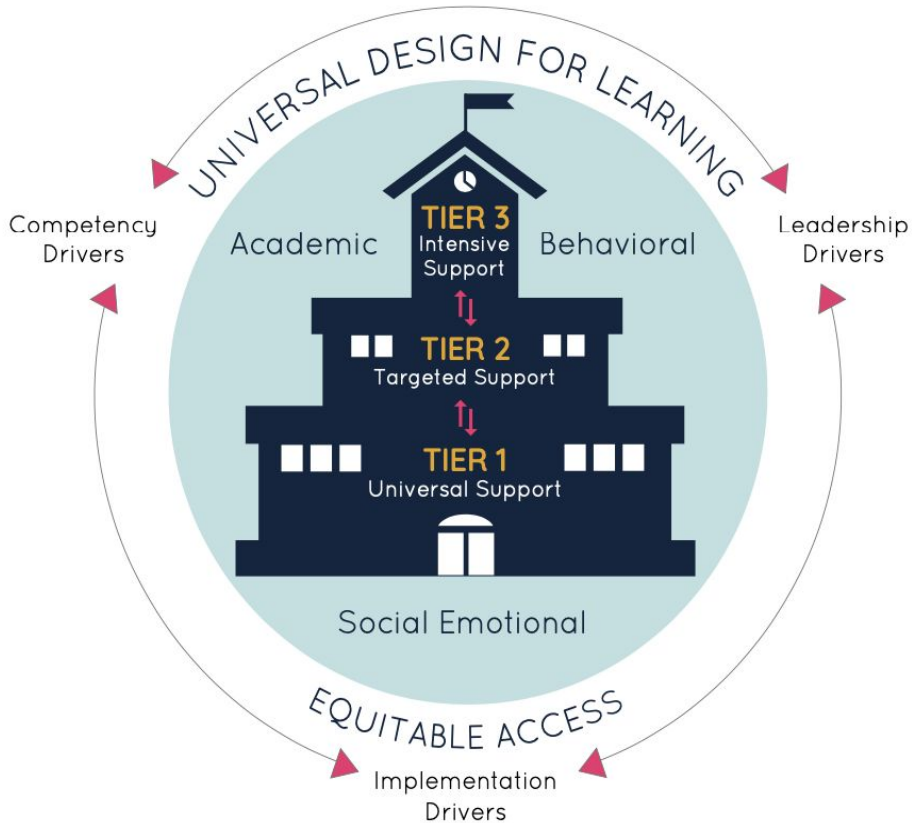 UNIVERSAL DESIGN FOR LEARNING
Competency
Drivers
Leadership
Drivers
Academic
Behavioral
TIER 3
Intensive
Support
TIER 2
Targeted Support
TIER 1
Universal Support
Social Emotional
EQUITABLE ACCESS
Implementation
Drivers